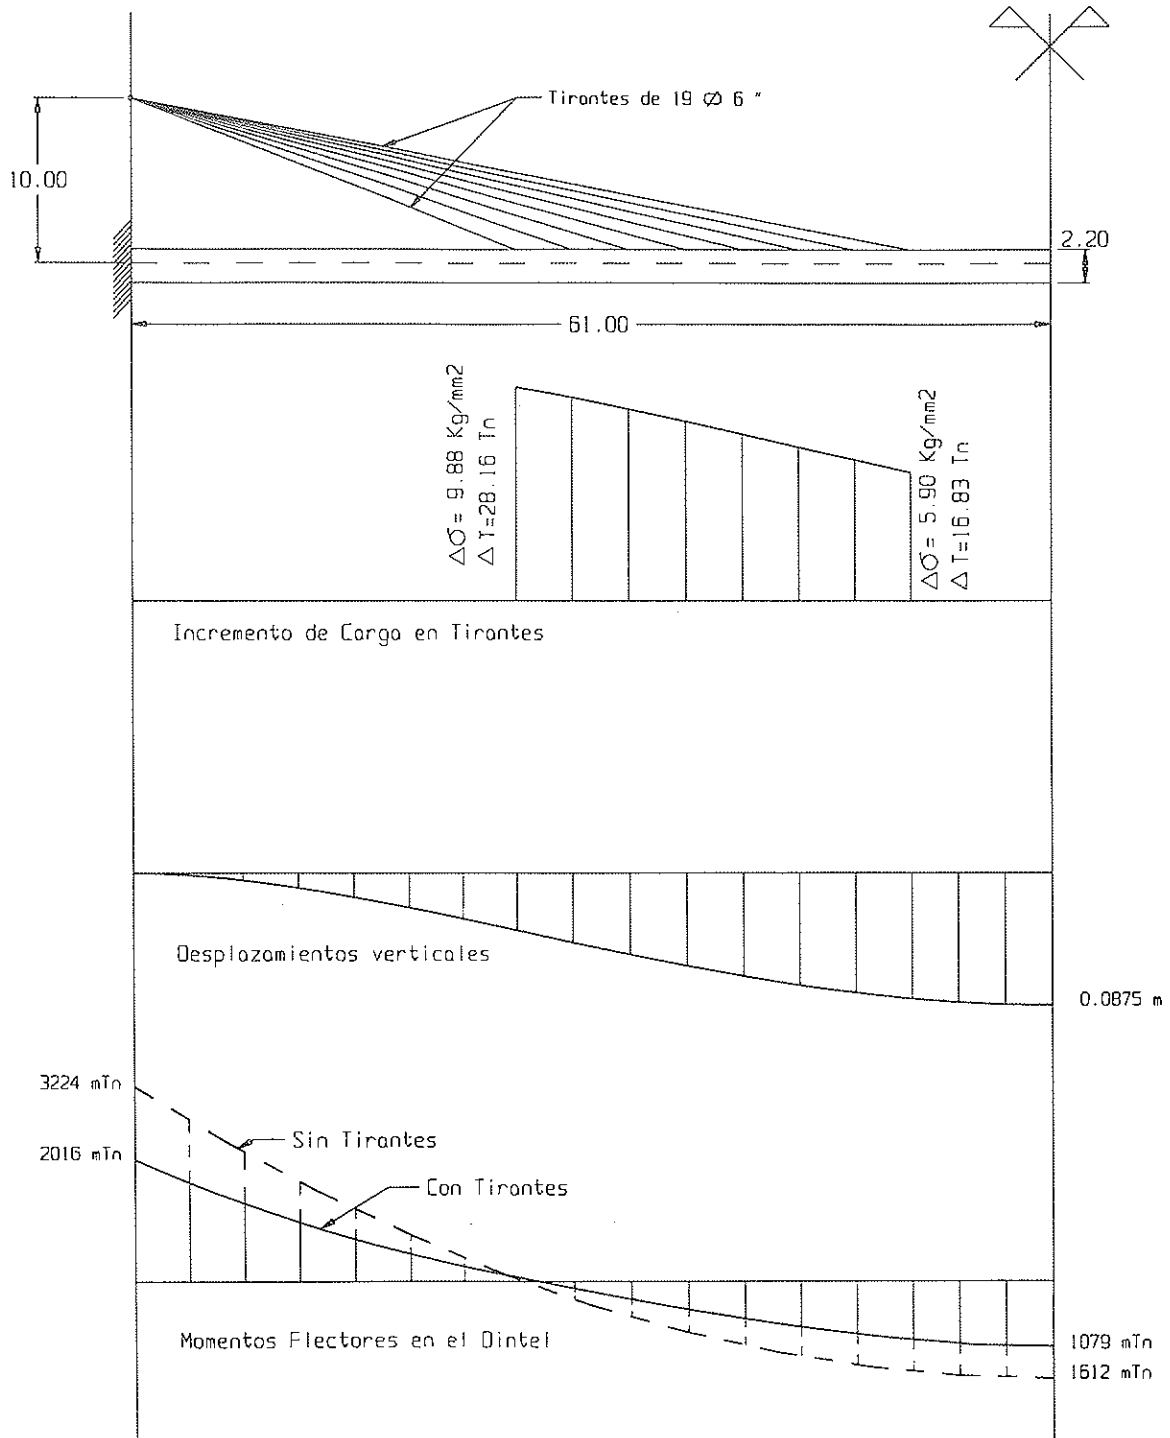 Tirantes de 19 Ø 6 "
10.00
2.20
61.00
Δσ= 9.88 Kg/mm2
ΔT=28.16 Tn
Δσ= 5.90 Kg/mm2
ΔT=16.83 Tn
Incremento de Carga en Tirantes
Desplazamientos verticales
0.0875 m
3224 mTn
Sin Tirantes
2016 mTn
Con Tirantes
Momentos Flectores en el Dintel
1079 mTn
1612 mTn